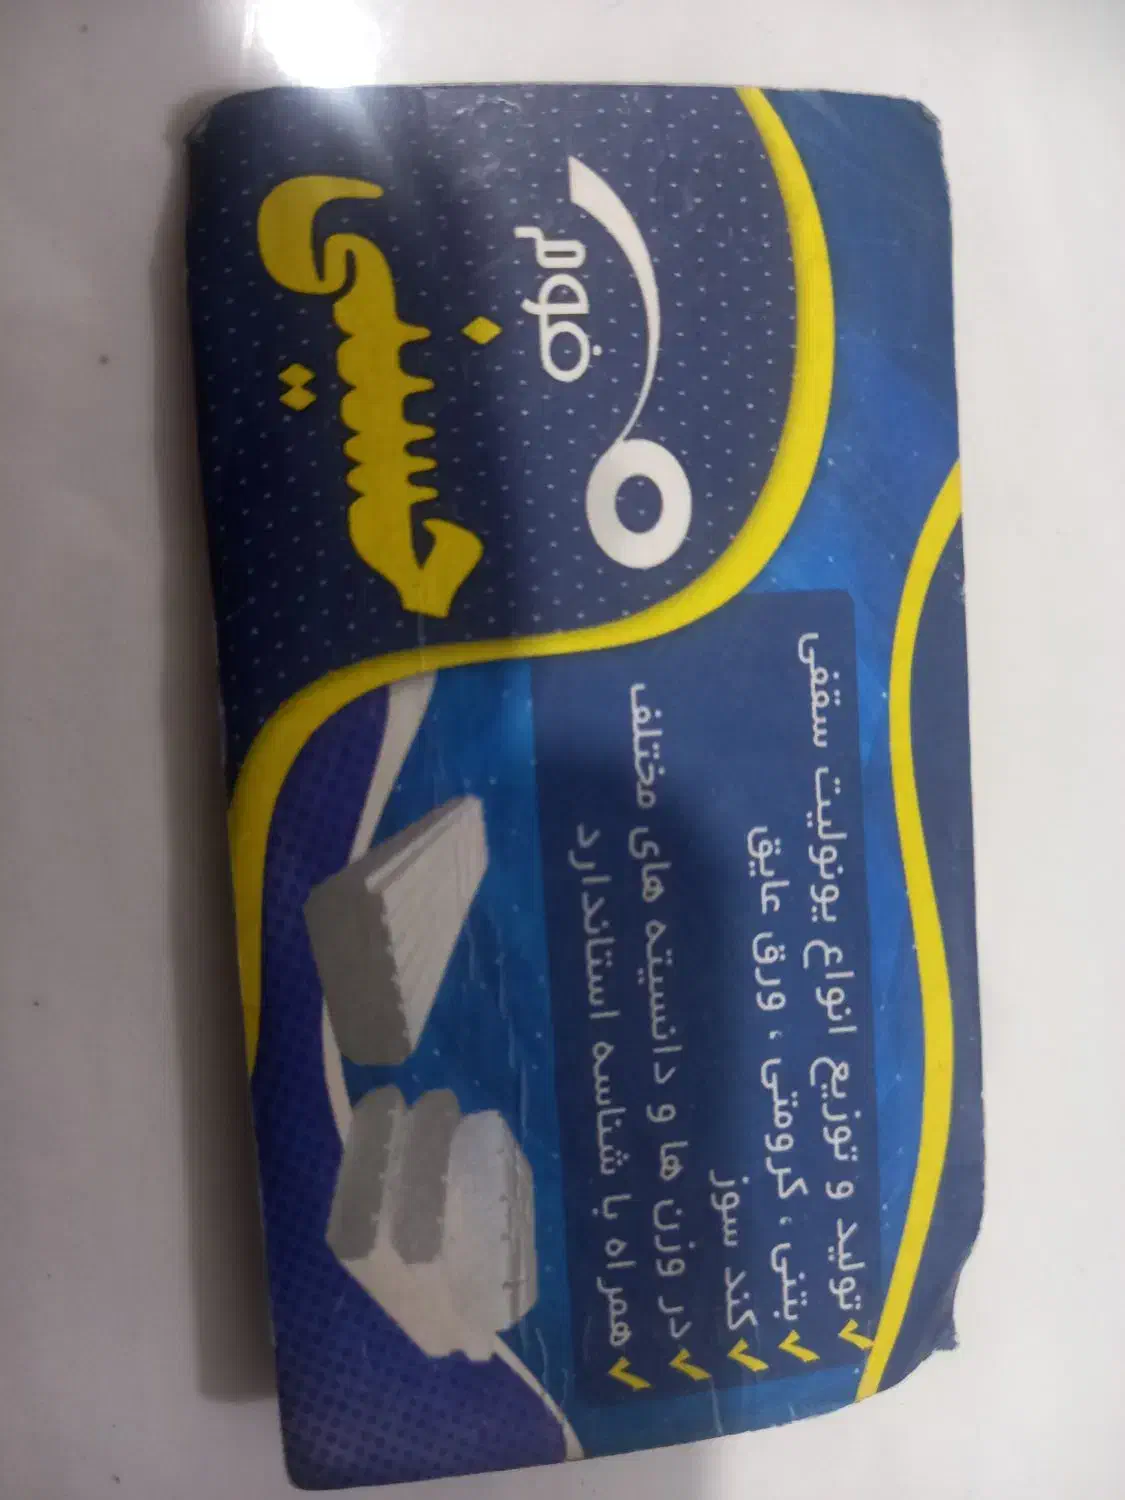 فوم
حسینی
تولید و توزیع انواع یونولیت سقفی
بتنی ، کرومتی ، ورق عایق
کند سوز
در وزن ها و دانسیته های مختلف
همراه با شناسه استاندارد